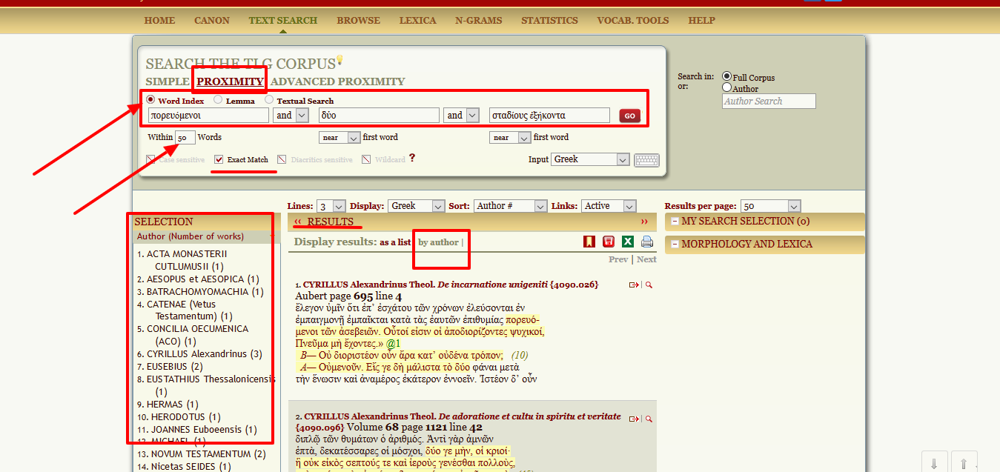 HOME CANON TEXT SEARCH BROWSE LEXICA N-GRAMS STATISTICS VOCAB. TOOLS HELP
SEARCH THE TLG CORPUS
SIMPLE PROXIMITY ADVANCED PROXIMITY
Word Index Lemma Textual Search
πορευόμενοι and δύο and σταδίους ἑξήκοντα GO
Within 50 Words near first word near first word
Case sensitive Exact Match Diacritics sensitive Wildcard ? Input Greek
Search in: Full Corpus
or: Author
Author Search
Lines: 3 Display: Greek Sort: Author # Links: Active Results per page: 50
SELECTION
Author (Number of works)
1. ACTA MONASTERII
CUTLUMUSII (1)
2. AESOPUS et AESOPICA (1)
3. BATRACHOMYOMACHIA (1)
4. CATENAE (Vetus
Testamentum) (1)
5. CONCILIA OECUMENICA
(ACO) (1)
6. CYRILLUS Alexandrinus (3)
7. EUSEBIUS (2)
8. EUSTATHIUS Thessalonicensis
(1)
9. HERMAS (1)
10. HERODOTUS (1)
11. JOANNES Euboeensis (1)
12. MICHAEL (1)
13. NOVUM TESTAMENTUM (2)
14. Nicetas SEIDES (1)
‹‹ RESULTS ››
Display results: as a list by author |
Prev | Next
1. CYRILLUS Alexandrinus Theol. De incarnatione unigeniti {4090.026}
Aubert page 695 line 4
ἔλεγον ὑμῖν ὅτι ἐπ’ ἐσχάτου τῶν χρόνων ἐλεύσονται ἐν
ἐμπαιγμονῇ ἐμπαῖκται κατὰ τὰς ἑαυτῶν ἐπιθυμίας πορευό-
μενοι τῶν ἀσεβειῶν. Οὗτοί εἰσιν οἱ ἀποδιορίζοντες ψυχικοί,
Πνεῦμα μὴ ἔχοντες.» @1
B— Οὐ διοριστέον οὖν ἄρα κατ’ οὐδένα τρόπον; (10)
A— Οὐμενοῦν. Εἷς γε δὴ μάλιστα τὸ δύο φάναι μετὰ
τὴν ἕνωσιν καὶ ἀναμέρος ἑκάτερον ἐννοεῖν. Ἰστέον δ’ οὖν
2. CYRILLUS Alexandrinus Theol. De adoratione et cultu in spiritu et veritate
{4090.096} Volume 68 page 1121 line 42
διπλῷ τῶν θυμάτων ὁ ἀριθμός. Ἀντὶ γὰρ ἀμνῶν
ἑπτὰ, δεκατέσσαρες οἱ μόσχοι, δύο γε μὴν, οἱ κριοί·
ἢ οὐκ εἰκὸς σεπτούς τε καὶ ἱεροὺς γενέσθαι πολλοὺς,
MY SEARCH SELECTION (0)
MORPHOLOGY AND LEXICA